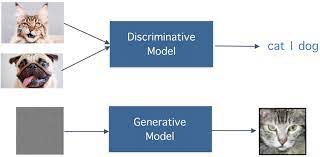 Discriminative
Model
cat | dog
Generative
Model